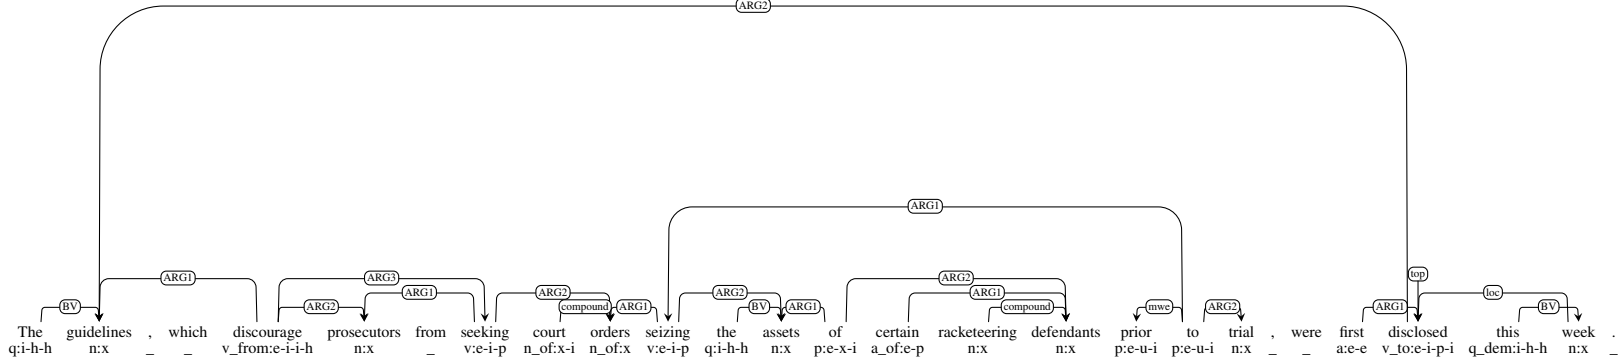 ARG2
ARG1
top
ARG1 ARG3 ARG2
BV ARG2 ARG1 ARG2 compound ARG1 ARG2 BV ARG1 ARG1 compound mwe ARG2 ARG1 loc BV
The guidelines , which discourage prosecutors from seeking court orders seizing the assets of certain racketeering defendants prior to trial , were first disclosed this week .
q:i-h-h n:x _ _ v_from:e-i-i-h n:x _ v:e-i-p n_of:x-i n_of:x v:e-i-p q:i-h-h n:x p:e-x-i a_of:e-p n:x n:x p:e-u-i p:e-u-i n:x _ _ a:e-e v_to:e-i-p-i q_dem:i-h-h n:x _